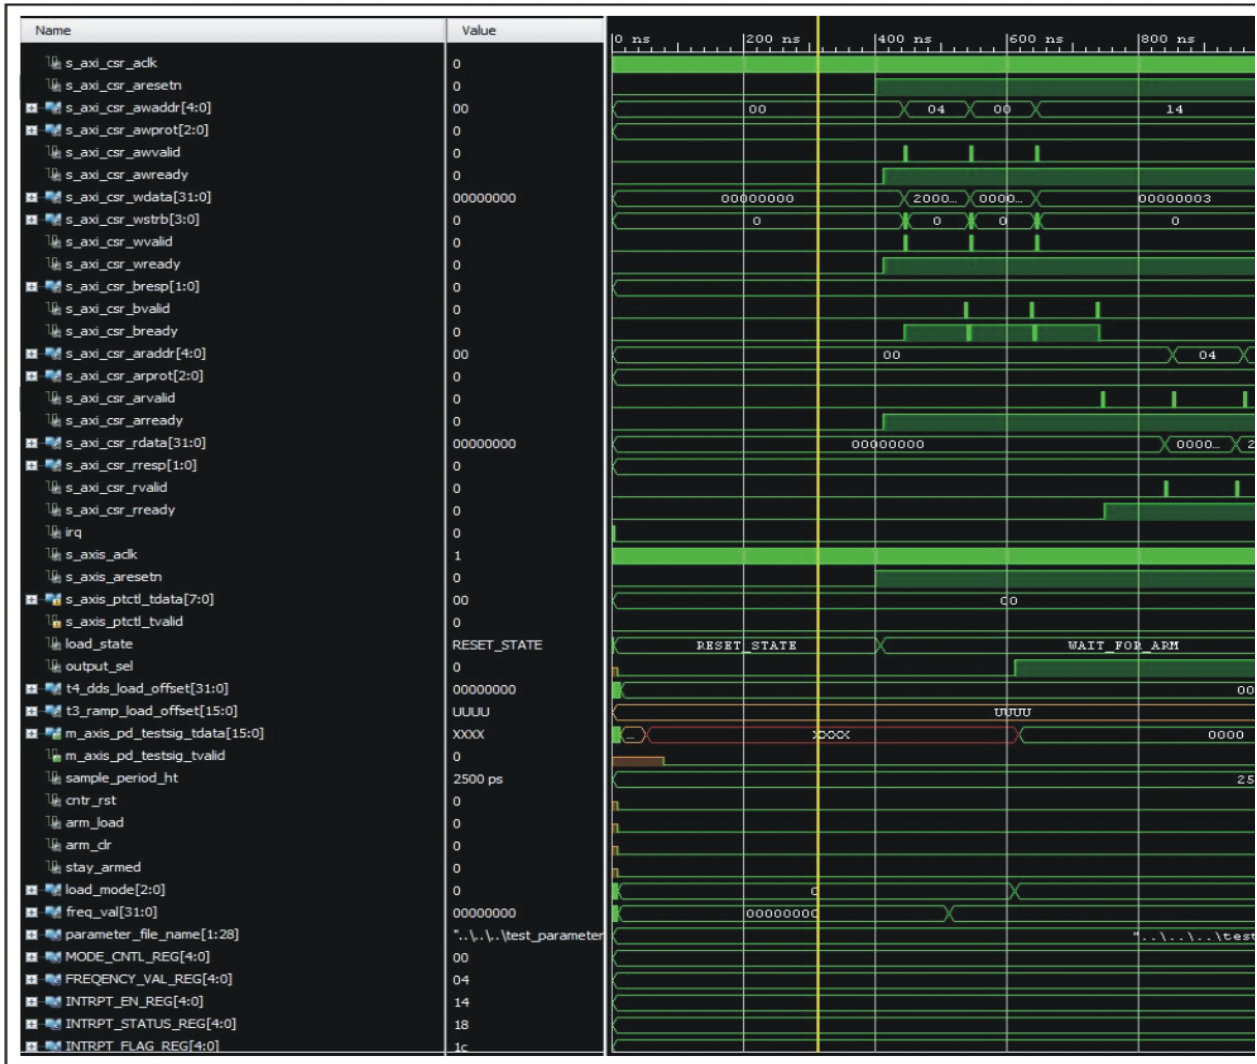 Name Value
0 ns 200 ns 400 ns 600 ns 800 ns
s_axi_csr_aclk 0
s_axi_csr_aresetn 0
s_axi_csr_awaddr[4:0] 00 00 04 00 14
s_axi_csr_awprot[2:0] 0
s_axi_csr_awvalid 0
s_axi_csr_awready 0
s_axi_csr_wdata[31:0] 00000000 00000000 2000... 0000... 00000003
s_axi_csr_wstrb[3:0] 0 0 0 0 0
s_axi_csr_wvalid 0
s_axi_csr_wready 0
s_axi_csr_bresp[1:0] 0
s_axi_csr_bvalid 0
s_axi_csr_bready 0
s_axi_csr_araddr[4:0] 00 00 04
s_axi_csr_arprot[2:0] 0
s_axi_csr_arvalid 0
s_axi_csr_arready 0
s_axi_csr_rdata[31:0] 00000000 00000000 0000... 2
s_axi_csr_rresp[1:0] 0
s_axi_csr_rvalid 0
s_axi_csr_rready 0
irq 0
s_axis_aclk 1
s_axis_aresetn 0
s_axis_ptctl_tdata[7:0] 00 00
s_axis_ptctl_tvalid 0
load_state RESET_STATE RESET_STATE WAIT_FOR_ARM
output_sel 0
t4_dds_load_offset[31:0] 00000000 00
t3_ramp_load_offset[15:0] UUUU UUUU
m_axis_pd_testsig_tdata[15:0] XXXX ... XXXX 0000
m_axis_pd_testsig_tvalid 0
sample_period_ht 2500 ps 25
cntr_rst 0
arm_load 0
arm_clr 0
stay_armed 0
load_mode[2:0] 0 0
freq_val[31:0] 00000000 00000000
parameter_file_name[1:28] "..\..\..\test_parameter "..\..\..\test
MODE_CNTL_REG[4:0] 00
FREQENCY_VAL_REG[4:0] 04
INTRPT_EN_REG[4:0] 14
INTRPT_STATUS_REG[4:0] 18
INTRPT_FLAG_REG[4:0] 1c